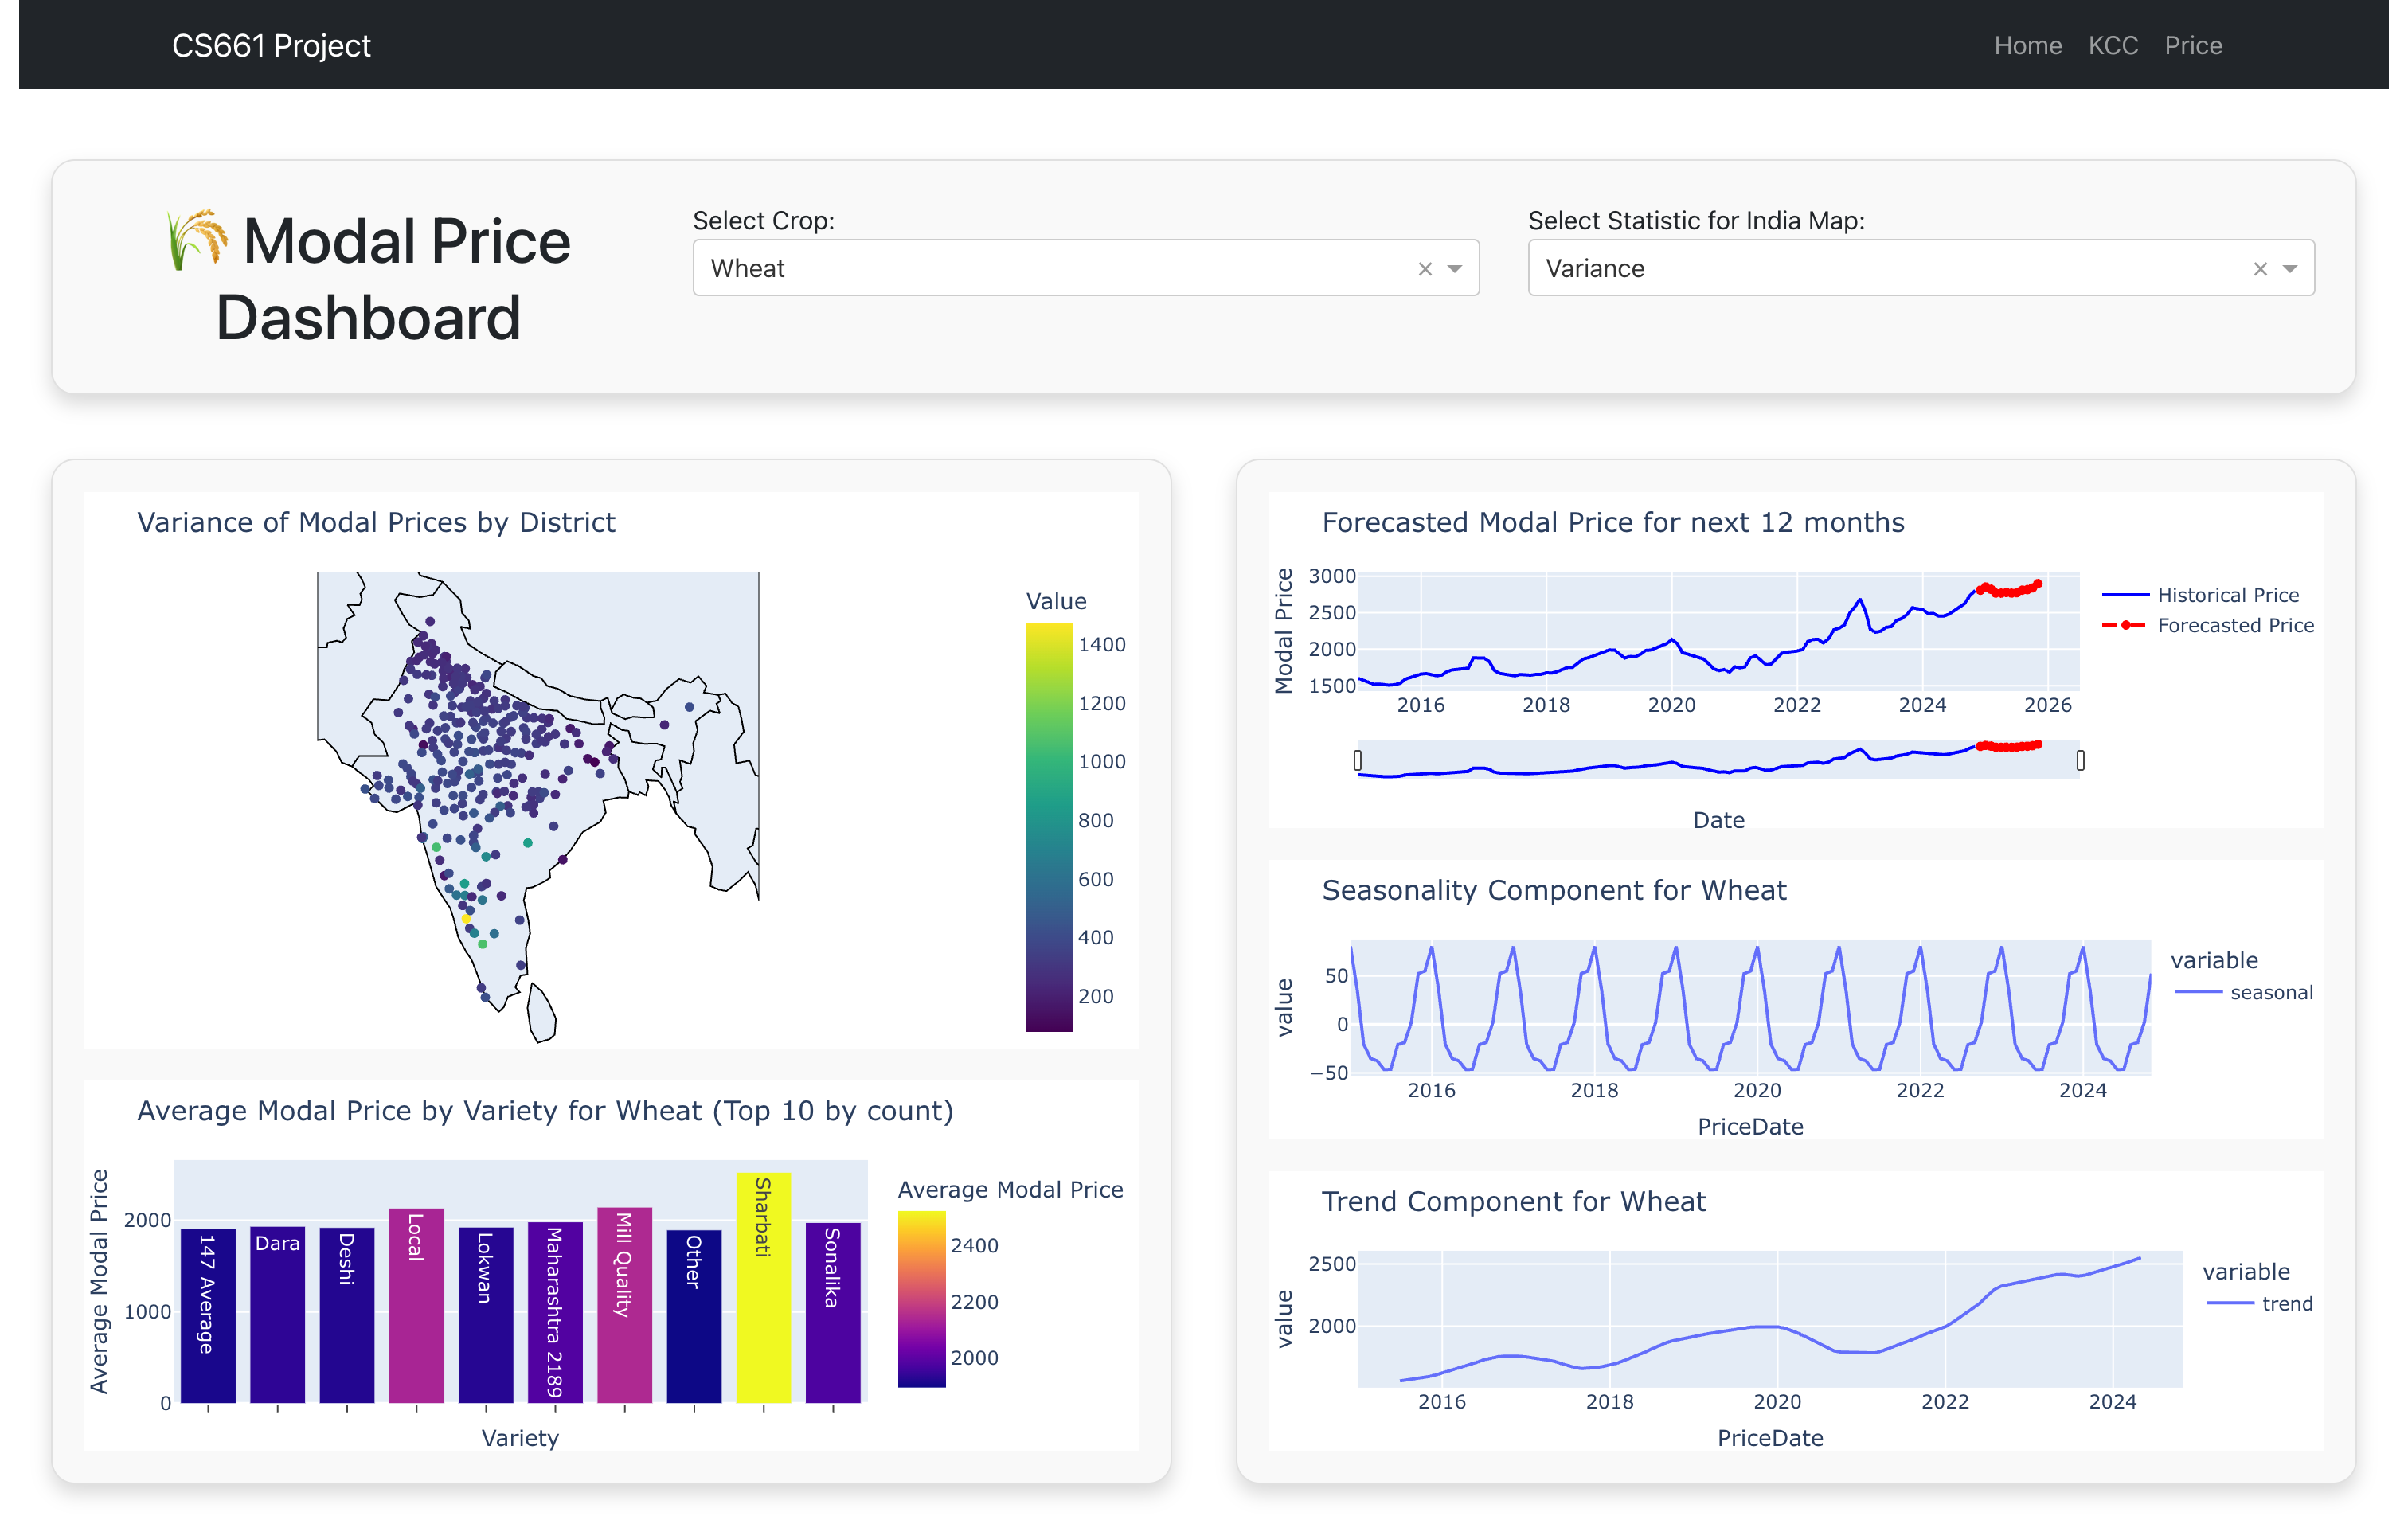 CS661 Project
Home KCC Price
🌾 Modal Price
Dashboard
Select Crop:
Wheat
Select Statistic for India Map:
Variance
Variance of Modal Prices by District
Value
1400
1200
1000
800
600
400
200
Average Modal Price by Variety for Wheat (Top 10 by count)
Average Modal Price
2000
1000
0
147 Average
Dara
Deshi
Local
Lokwan
Maharashtra 2189
Mill Quality
Other
Sharbati
Sonalika
Variety
Average Modal Price
2400
2200
2000
Forecasted Modal Price for next 12 months
Modal Price
3000
2500
2000
1500
2016 2018 2020 2022 2024 2026
Date
Historical Price
Forecasted Price
Seasonality Component for Wheat
value
50
0
−50
2016 2018 2020 2022 2024
PriceDate
variable
seasonal
Trend Component for Wheat
value
2500
2000
2016 2018 2020 2022 2024
PriceDate
variable
trend